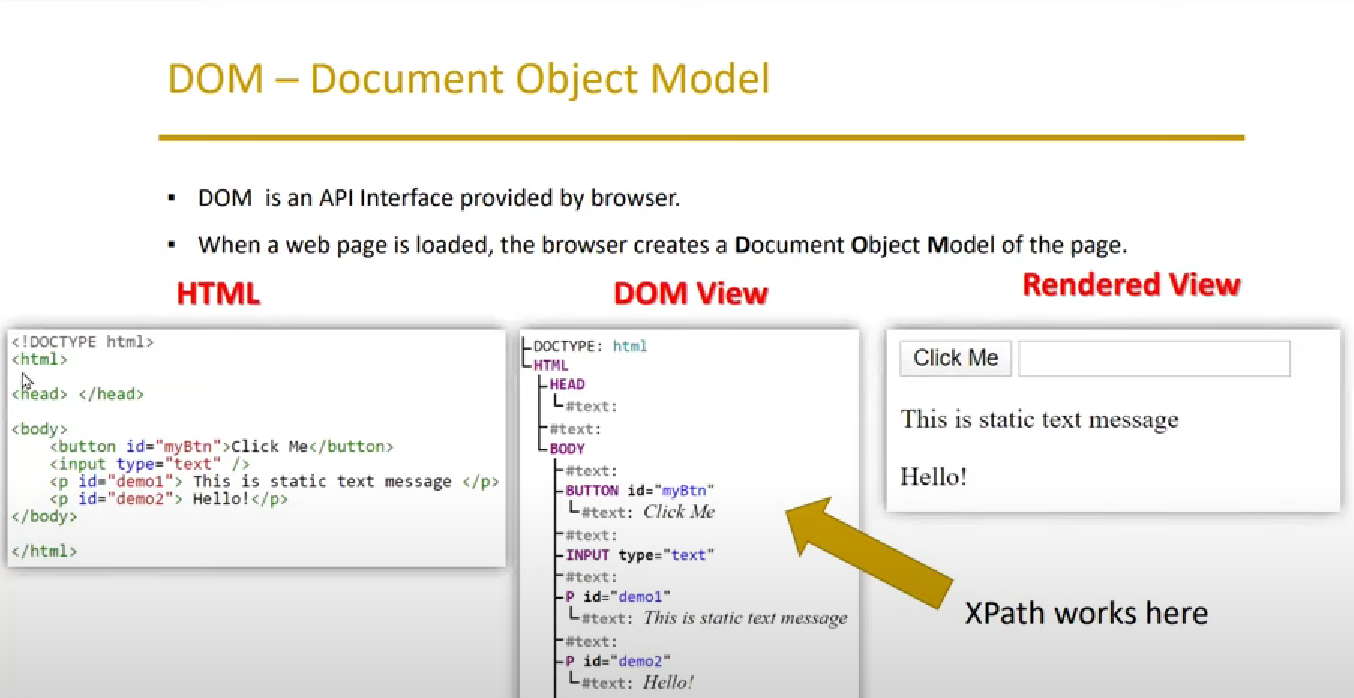 DOM – Document Object Model
▪ DOM  is an API Interface provided by browser.
▪ When a web page is loaded, the browser creates a Document Object Model of the page.
HTML
<!DOCTYPE html>
<html>
<head> </head>
<body>
<button id="myBtn">Click Me</button>
<input type="text" />
<p id="demo1"> This is static text message </p>
<p id="demo2"> Hello!</p>
</body>
</html>
DOM View
DOCTYPE: html
HTML
HEAD
#text:
#text:
BODY
#text:
BUTTON id="myBtn"
#text: Click Me
#text:
INPUT type="text"
#text:
P id="demo1"
#text: This is static text message
#text:
P id="demo2"
#text: Hello!
Rendered View
Click Me
This is static text message
Hello!
XPath works here